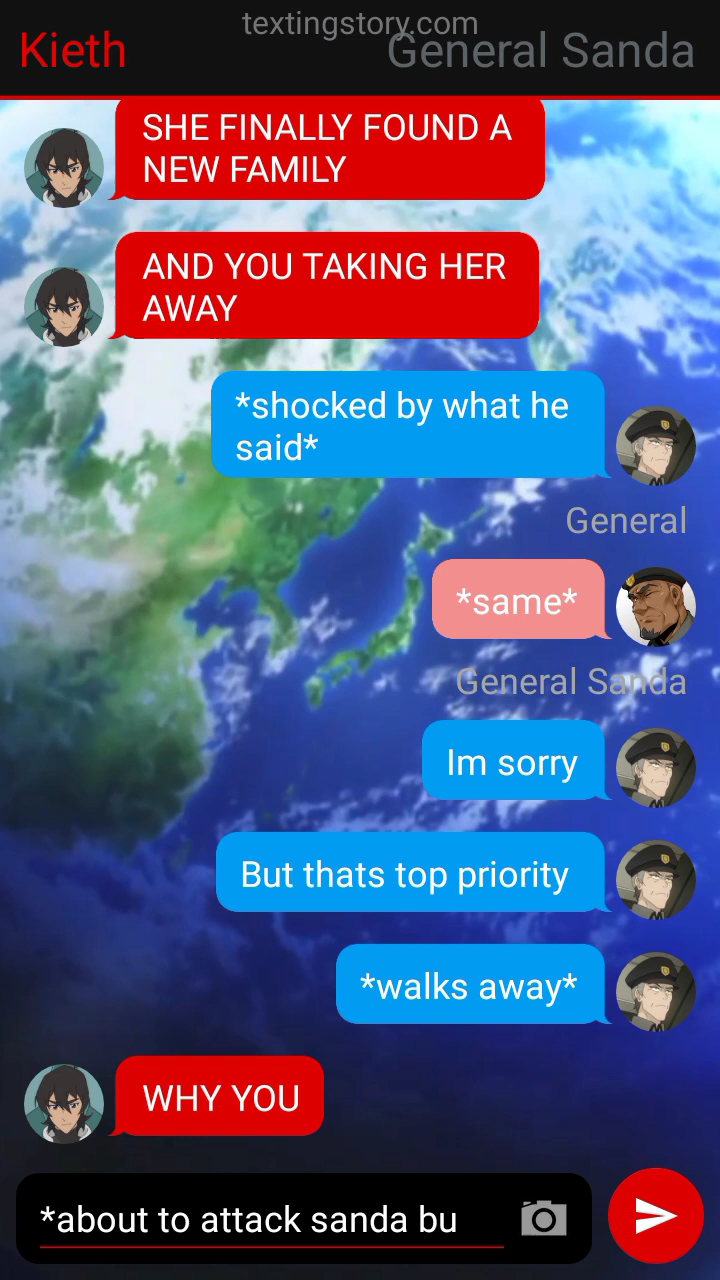 textingstory.com
Kieth
General Sanda
SHE FINALLY FOUND A
NEW FAMILY
AND YOU TAKING HER
AWAY
*shocked by what he
said*
General
*same*
General Sanda
Im sorry
But thats top priority
*walks away*
WHY YOU
*about to attack sanda bu